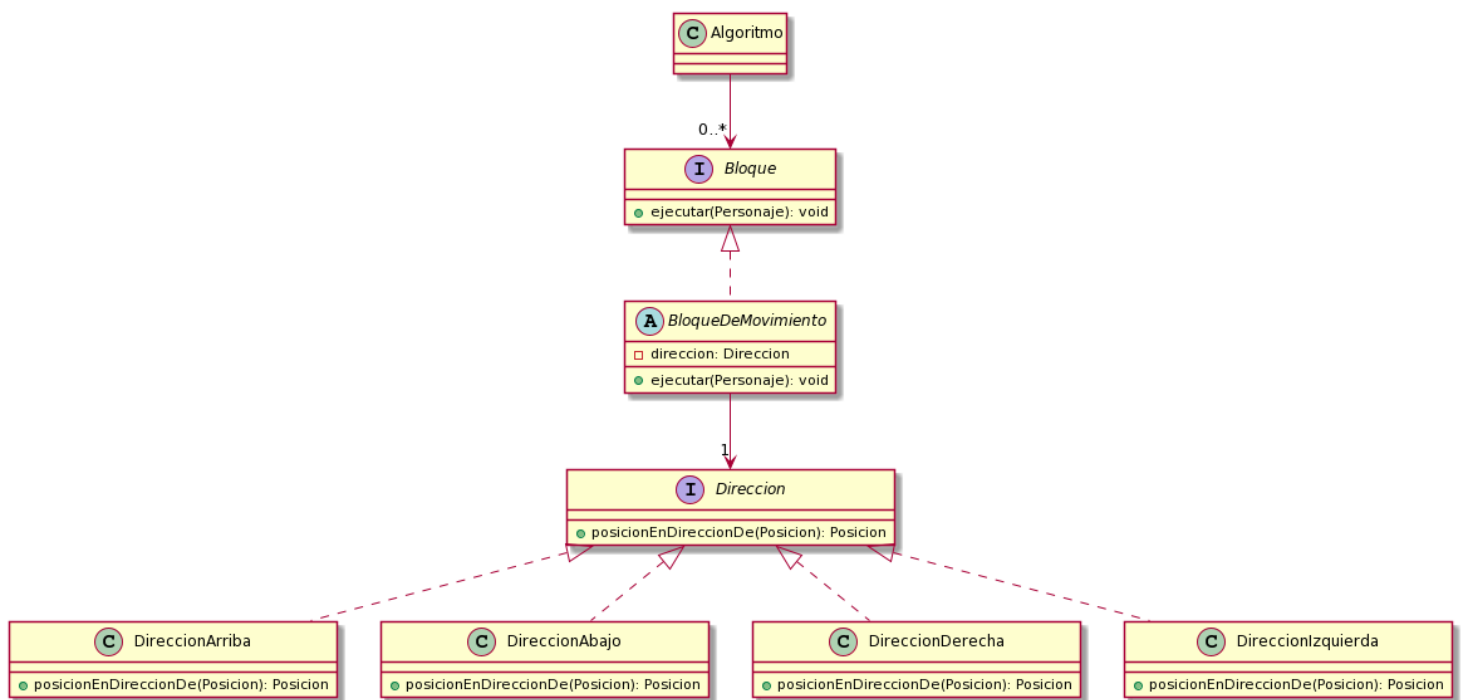 C Algoritmo
0..*
I Bloque
ejecutar(Personaje): void
A BloqueDeMovimiento
direccion: Direccion
ejecutar(Personaje): void
1
I Direccion
posicionEnDireccionDe(Posicion): Posicion
C DireccionArriba
posicionEnDireccionDe(Posicion): Posicion
C DireccionAbajo
posicionEnDireccionDe(Posicion): Posicion
C DireccionDerecha
posicionEnDireccionDe(Posicion): Posicion
C DireccionIzquierda
posicionEnDireccionDe(Posicion): Posicion